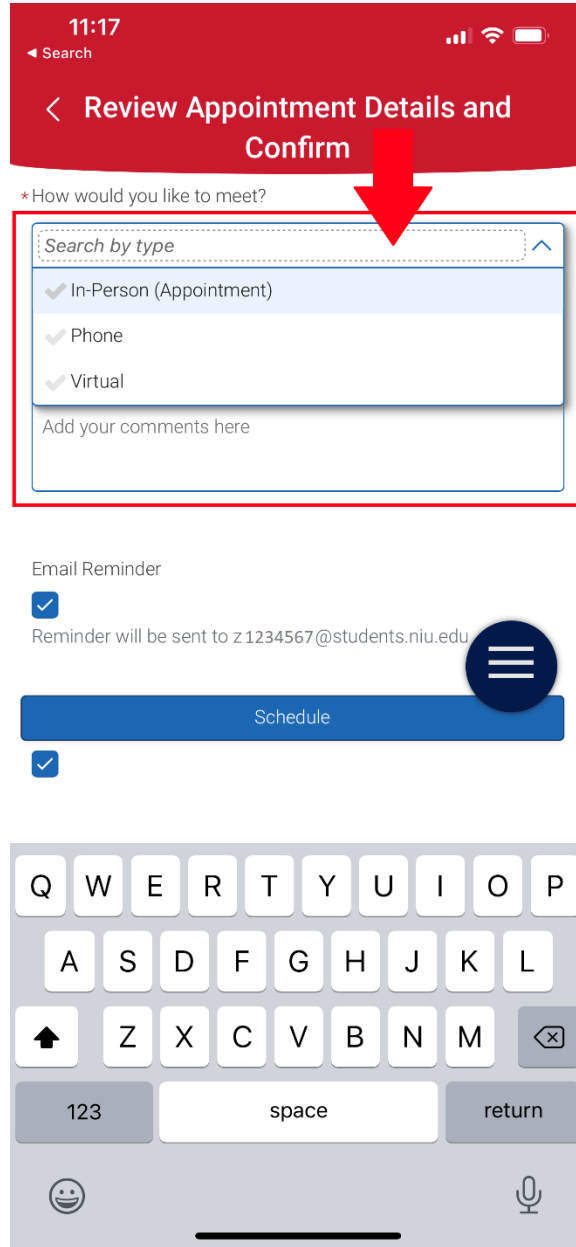 11:17
◀ Search
Review Appointment Details and
Confirm
*How would you like to meet?
Search by type
In-Person (Appointment)
Phone
Virtual
Add your comments here
Email Reminder
Reminder will be sent to z1234567@students.niu.edu
Schedule
Q W E R T Y U I O P
A S D F G H J K L
Z X C V B N M
123 space return